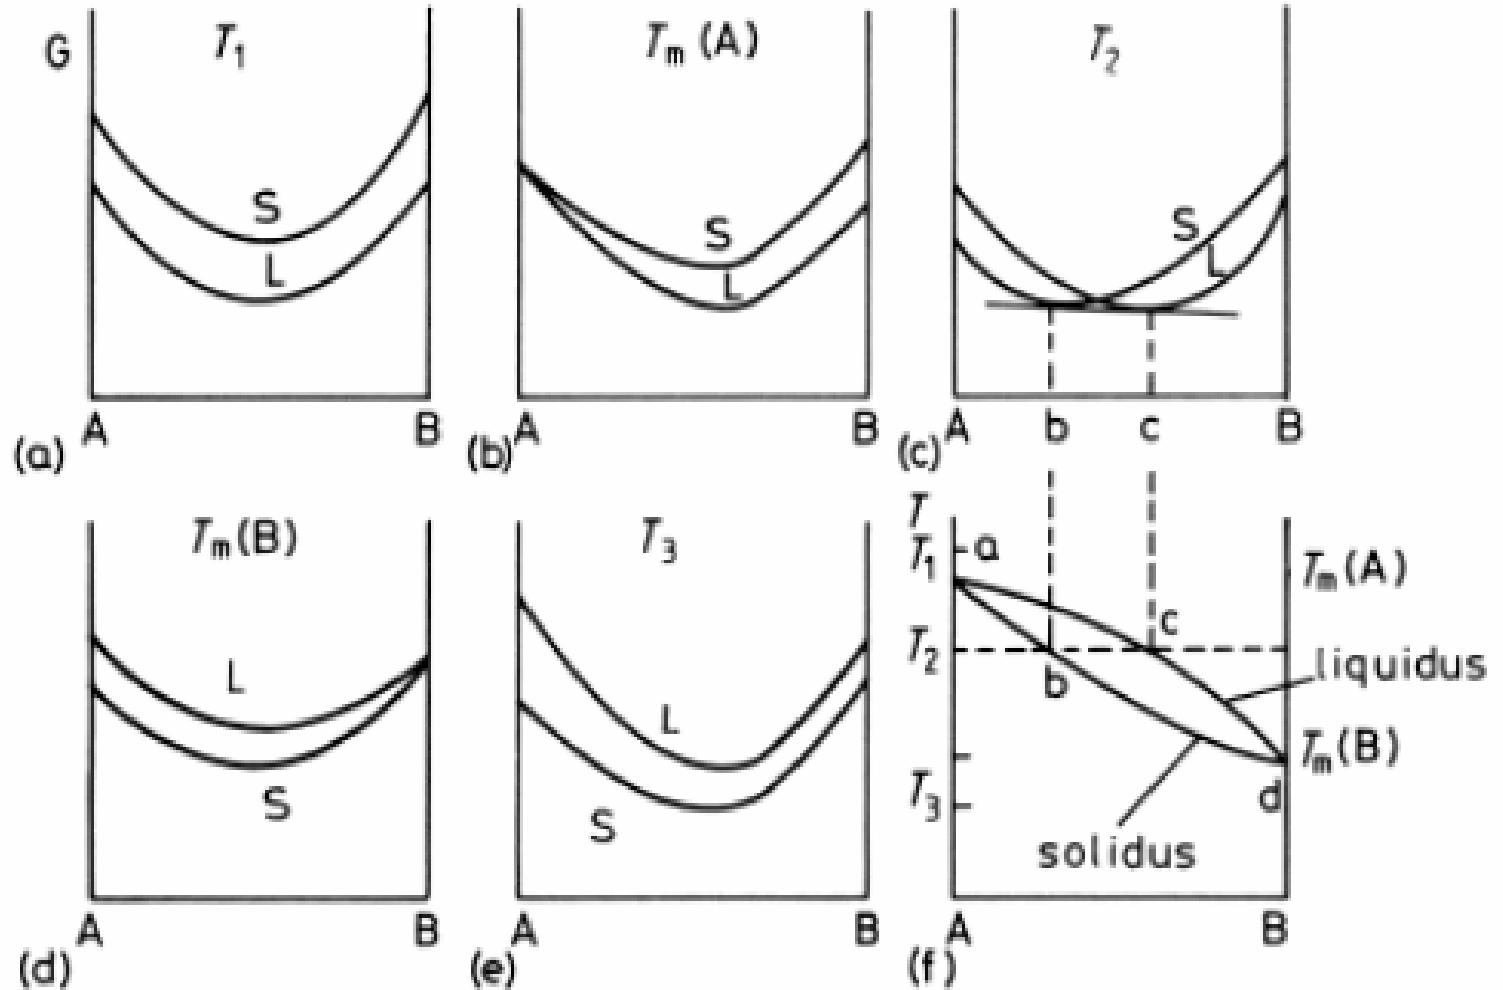 G
T1
S
L
A
B
(a)
Tm (A)
S
L
A
B
(b)
T2
S
L
A
b
c
B
(c)
Tm(B)
L
S
A
B
(d)
T3
L
S
A
B
(e)
T
T1
a
Tm(A)
c
T2
b
liquidus
Tm(B)
T3
d
solidus
A
B
(f)